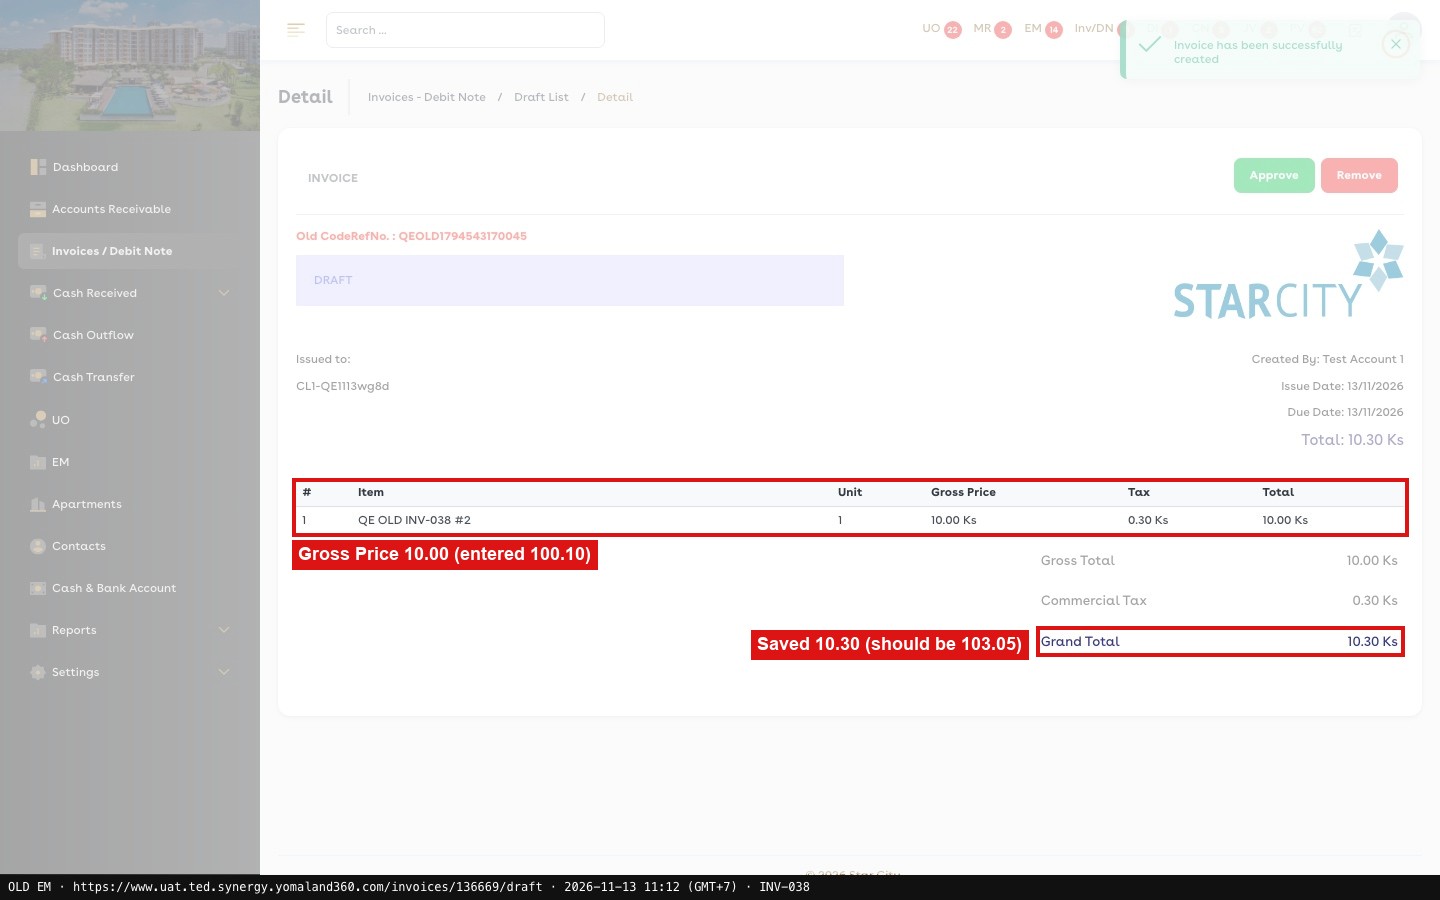 Search ...
UO 22 MR 2 EM 14 Inv/DN
Invoice has been successfully
created
Detail
Invoices - Debit Note / Draft List / Detail
Dashboard
Accounts Receivable
Invoices / Debit Note
Cash Received
Cash Outflow
Cash Transfer
UO
EM
Apartments
Contacts
Cash & Bank Account
Reports
Settings
INVOICE
Approve Remove
Old CodeRefNo. : QEOLD1794543170045
DRAFT
STARCITY
Issued to:
CL1-QE1113wg8d
Created By: Test Account 1
Issue Date: 13/11/2026
Due Date: 13/11/2026
Total: 10.30 Ks
# Item Unit Gross Price Tax Total
1 QE OLD INV-038 #2 1 10.00 Ks 0.30 Ks 10.00 Ks
Gross Price 10.00 (entered 100.10)
Gross Total 10.00 Ks
Commercial Tax 0.30 Ks
Saved 10.30 (should be 103.05)
Grand Total 10.30 Ks
© 2026 Star City
OLD EM · https://www.uat.ted.synergy.yomaland360.com/invoices/136669/draft · 2026-11-13 11:12 (GMT+7) · INV-038